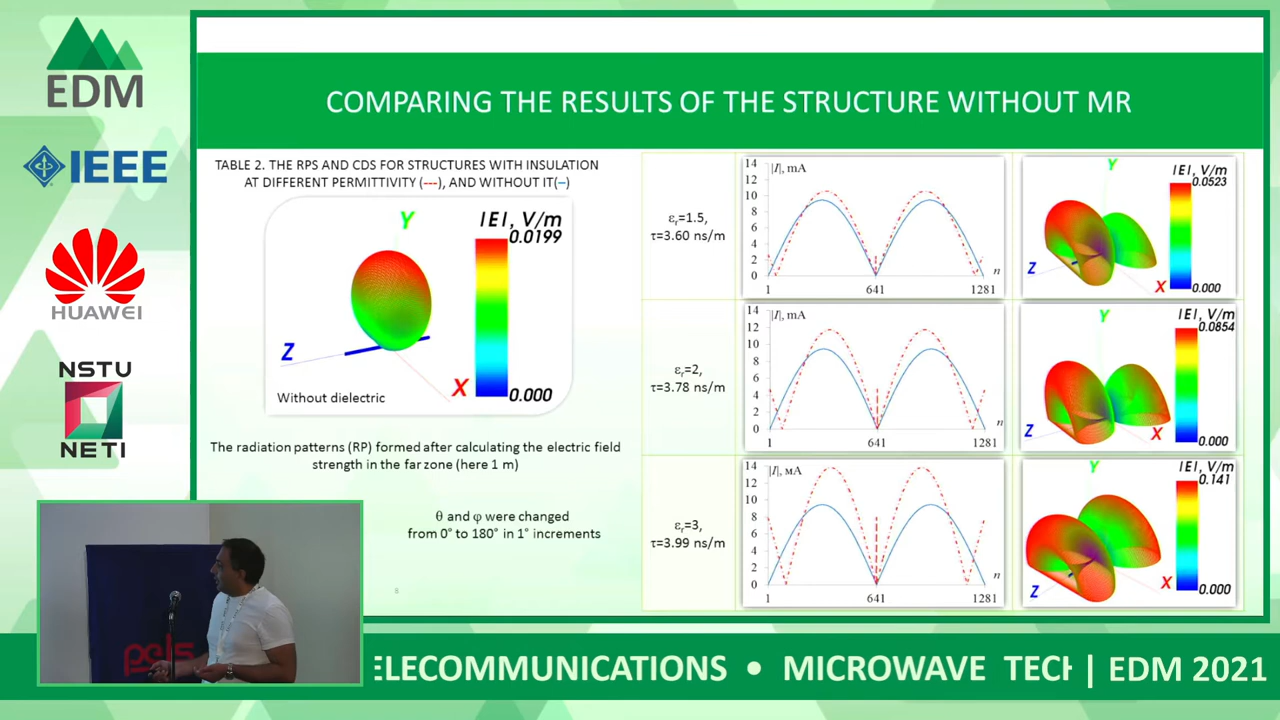 EDM
IEEE
HUAWEI
NSTU
NETI
COMPARING THE RESULTS OF THE STRUCTURE WITHOUT MR
TABLE 2. THE RPS AND CDS FOR STRUCTURES WITH INSULATION
AT DIFFERENT PERMITTIVITY (---), AND WITHOUT IT(–)
Y
|E|, V/m
0.0199
Z
X
0.000
Without dielectric
The radiation patterns (RP) formed after calculating the electric field
strength in the far zone (here 1 m)
θ and φ were changed
from 0° to 180° in 1° increments
8
εr=1.5,
τ=3.60 ns/m
14
|I|, mA
12
10
8
6
4
2
0
n
1
641
1281
Y
|E|, V/m
0.0523
Z
X
0.000
εr=2,
τ=3.78 ns/m
14
|I|, mA
12
10
8
6
4
2
0
n
1
641
1281
Y
|E|, V/m
0.0854
Z
X
0.000
εr=3,
τ=3.99 ns/m
14
|I|, мА
12
10
8
6
4
2
0
n
1
641
1281
Y
|E|, V/m
0.141
Z
X
0.000
pels
ELECOMMUNICATIONS • MICROWAVE TECH | EDM 2021